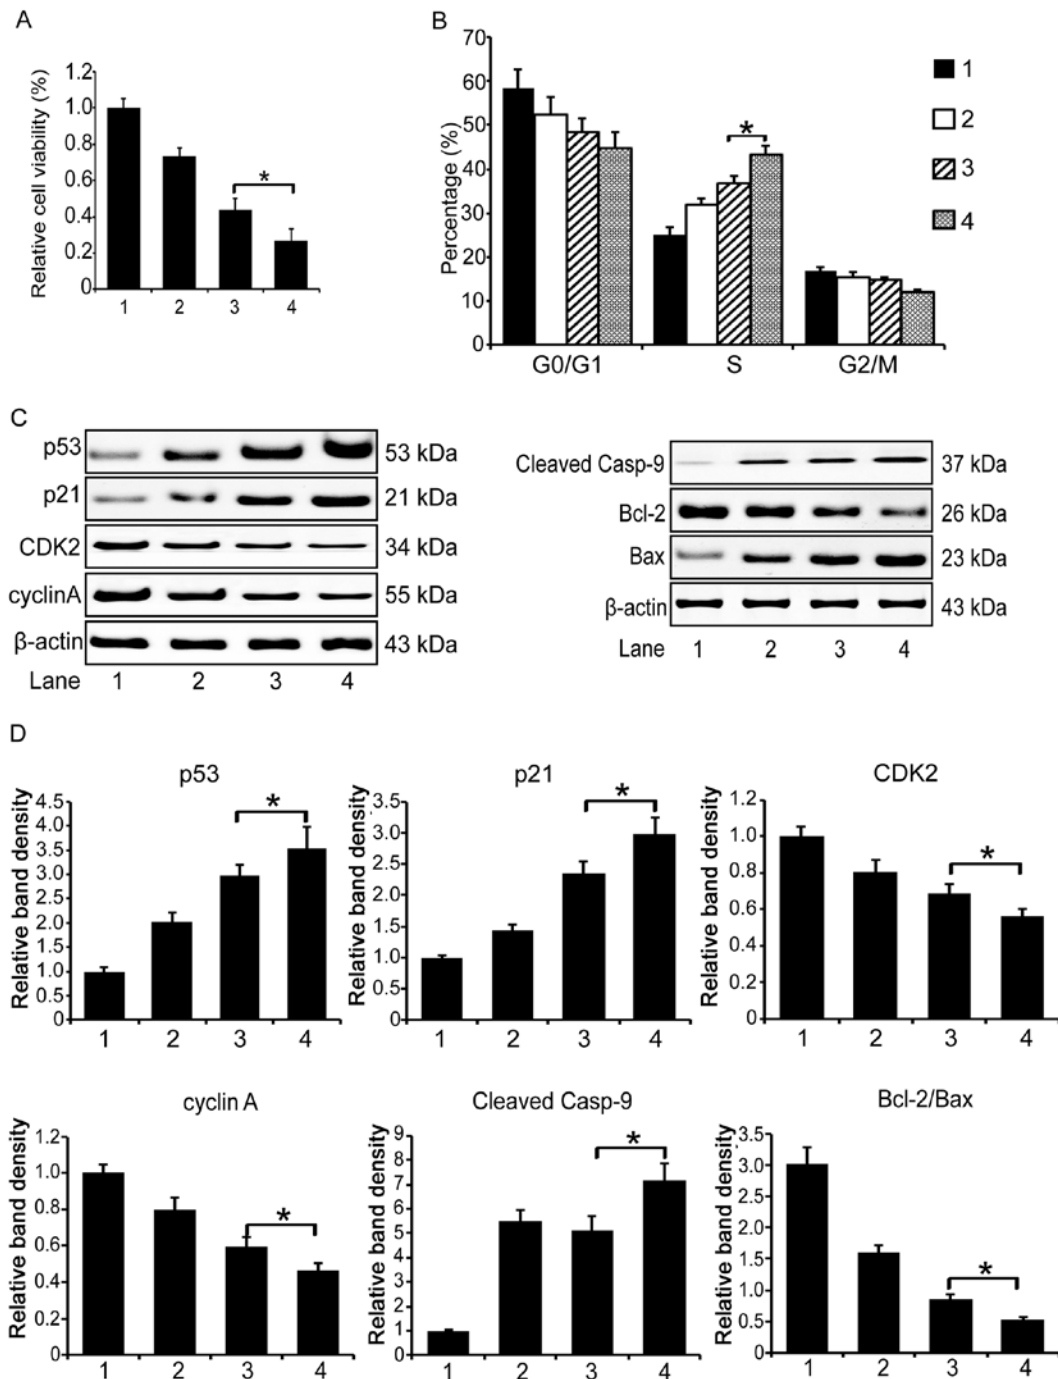 A
Relative cell viability (%)
1.2
1.0
0.8
0.6
0.4
0.2
0
*
1 2 3 4
B
Percentage (%)
70
60
50
40
30
20
10
0
*
G0/G1 S G2/M
1
2
3
4
C
p53 53 kDa
p21 21 kDa
CDK2 34 kDa
cyclinA 55 kDa
β-actin 43 kDa
Lane 1 2 3 4
Cleaved Casp-9 37 kDa
Bcl-2 26 kDa
Bax 23 kDa
β-actin 43 kDa
Lane 1 2 3 4
D
p53
Relative band density
4.5
4.0
3.5
3.0
2.5
2.0
1.5
1.0
0.5
0
*
1 2 3 4
p21
Relative band density
3.5
3.0
2.5
2.0
1.5
1.0
0.5
0
*
1 2 3 4
CDK2
Relative band density
1.2
1.0
0.8
0.6
0.4
0.2
0
*
1 2 3 4
cyclin A
Relative band density
1.2
1.0
0.8
0.6
0.4
0.2
0
*
1 2 3 4
Cleaved Casp-9
Relative band density
9
8
7
6
5
4
3
2
1
0
*
1 2 3 4
Bcl-2/Bax
Relative band density
3.5
3.0
2.5
2.0
1.5
1.0
0.5
0
*
1 2 3 4